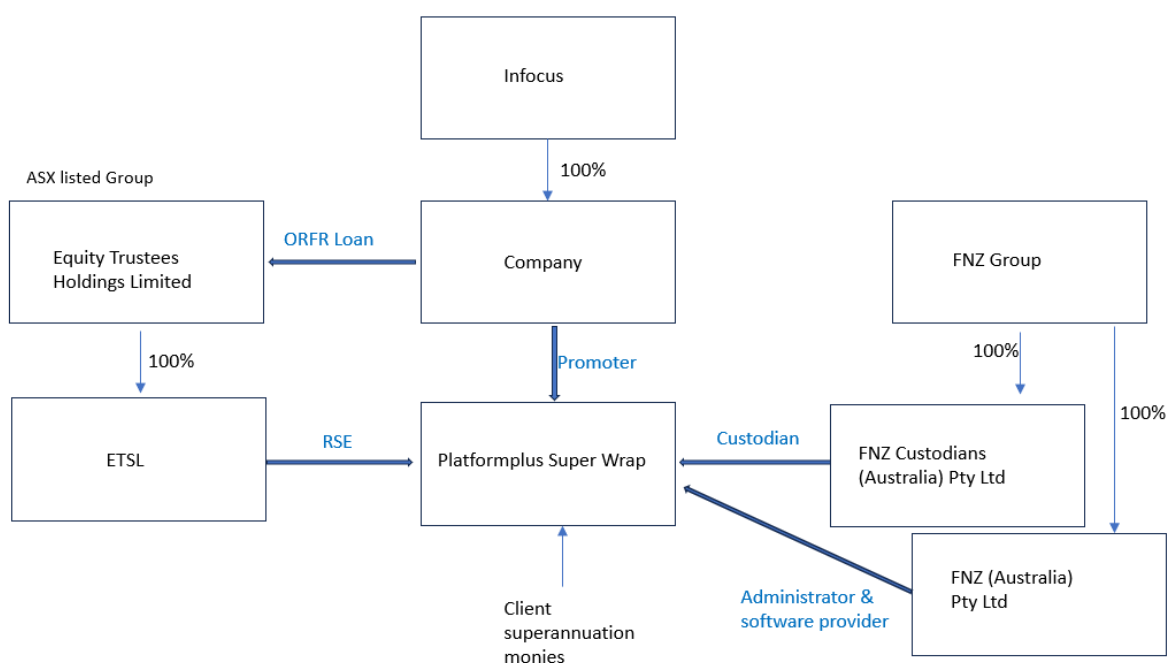 Infocus
100%
ASX listed Group
Equity Trustees
Holdings Limited
ORFR Loan
Company
FNZ Group
100%
Promoter
100%
100%
ETSL
RSE
Platformplus Super Wrap
Custodian
FNZ Custodians
(Australia) Pty Ltd
Client
superannuation
monies
Administrator &
software provider
FNZ (Australia)
Pty Ltd